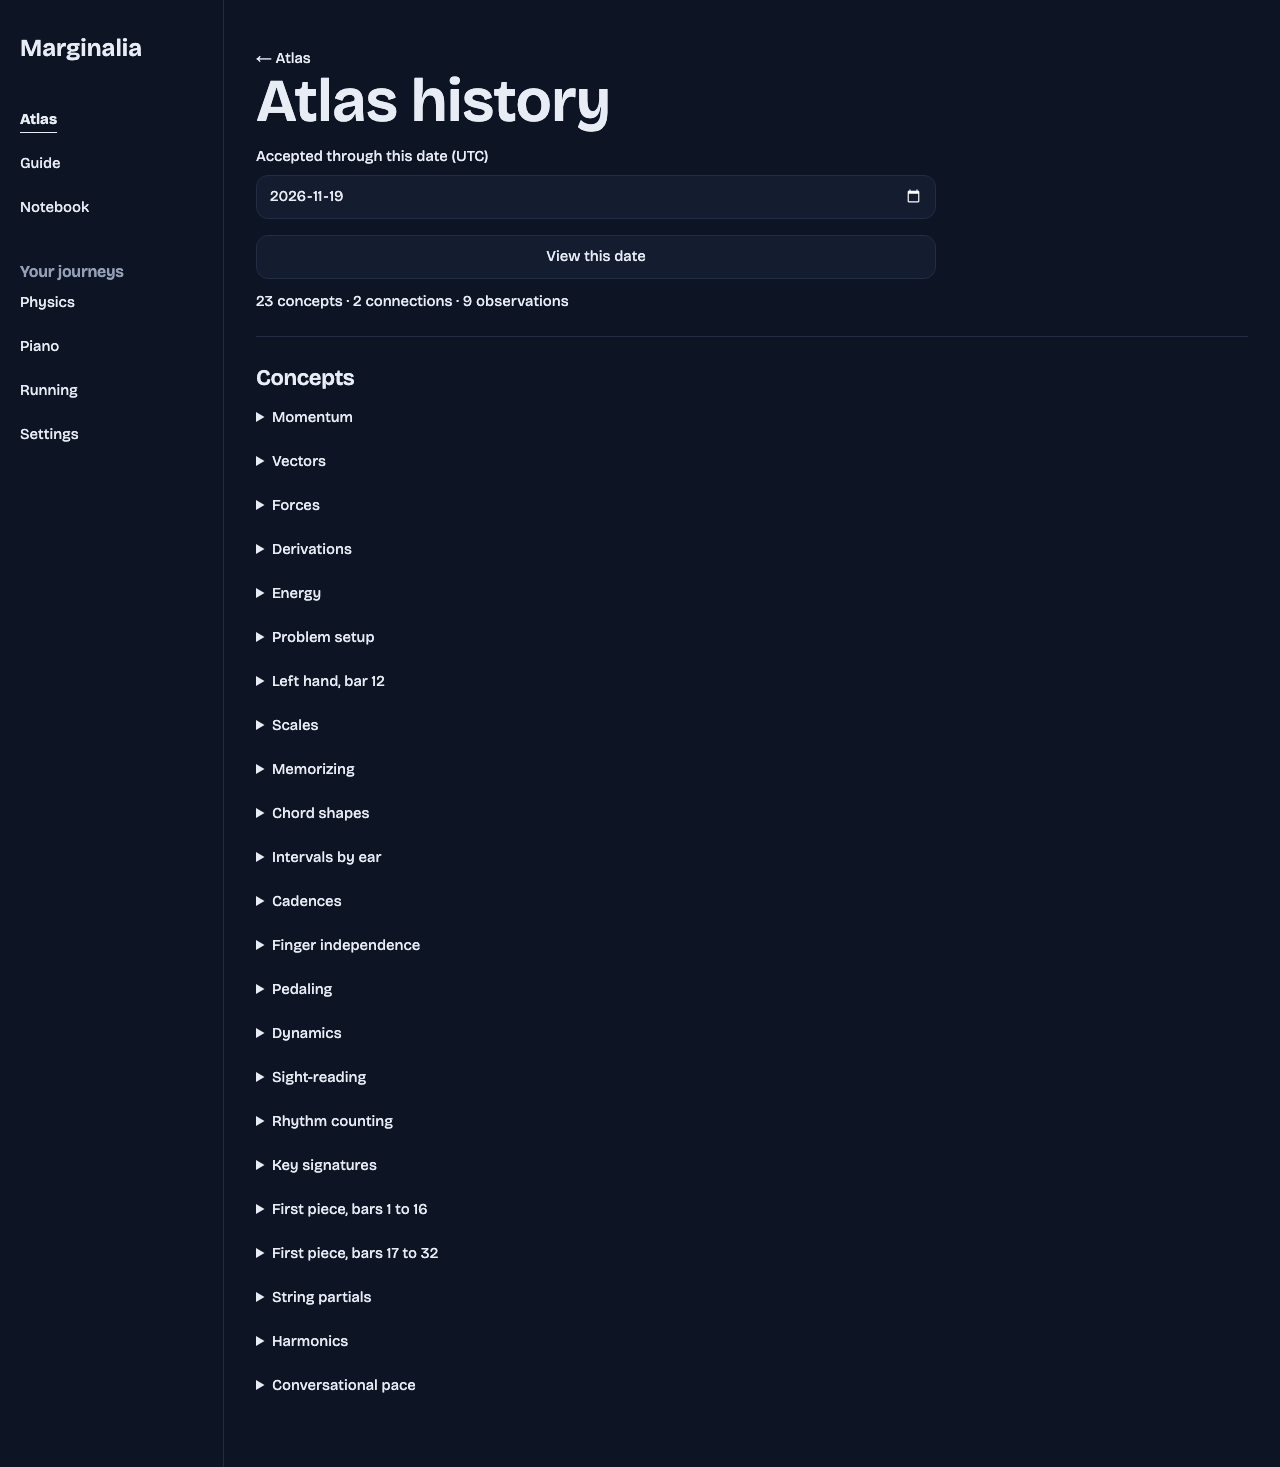 Marginalia
Atlas
Guide
Notebook
Your journeys
Physics
Piano
Running
Settings
← Atlas
Atlas history
Accepted through this date (UTC)
2026-11-19
View this date
23 concepts · 2 connections · 9 observations
Concepts
Momentum
Vectors
Forces
Derivations
Energy
Problem setup
Left hand, bar 12
Scales
Memorizing
Chord shapes
Intervals by ear
Cadences
Finger independence
Pedaling
Dynamics
Sight-reading
Rhythm counting
Key signatures
First piece, bars 1 to 16
First piece, bars 17 to 32
String partials
Harmonics
Conversational pace